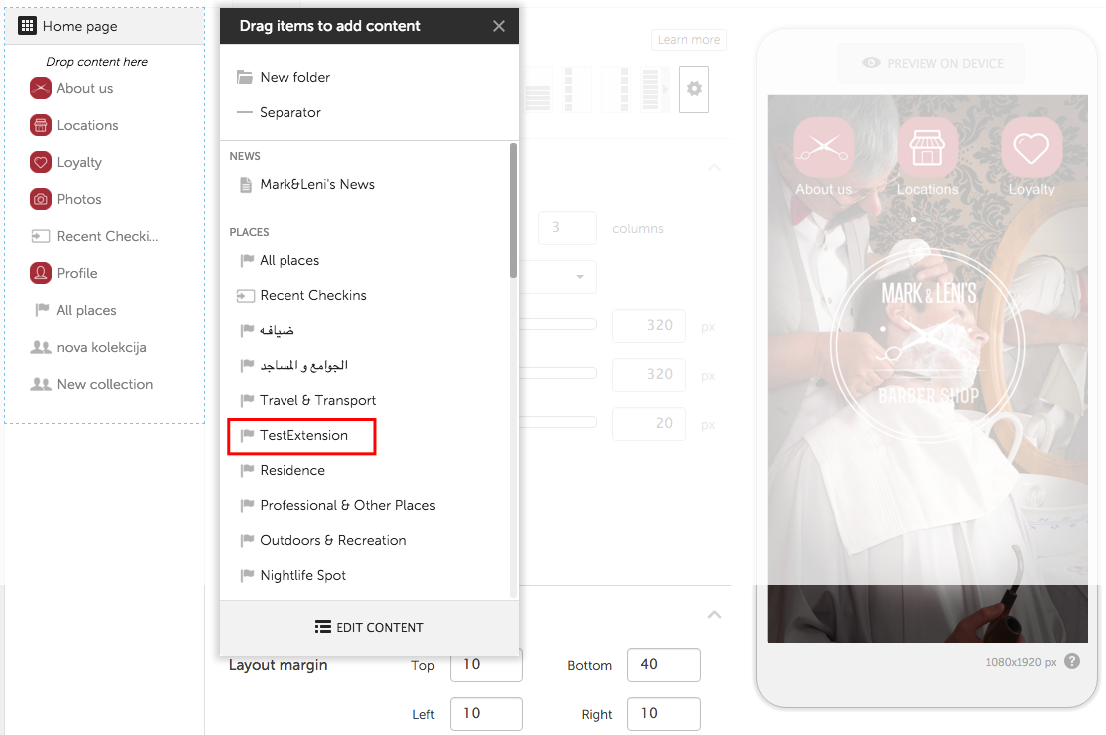 Home page
Drop content here
About us
Locations
Loyalty
Photos
Recent Checki...
Profile
All places
nova kolekcija
New collection
Drag items to add content
New folder
Separator
NEWS
Mark&Leni's News
PLACES
All places
Recent Checkins
ضيافه
الجوامع و المساجد
Travel & Transport
TestExtension
Residence
Professional & Other Places
Outdoors & Recreation
Nightlife Spot
EDIT CONTENT
Learn more
3 columns
320 px
320 px
20 px
Layout margin Top 10 Bottom 40
Left 10 Right 10
PREVIEW ON DEVICE
About us Locations Loyalty
MARK & LENI'S
BARBER SHOP
1080x1920 px ?